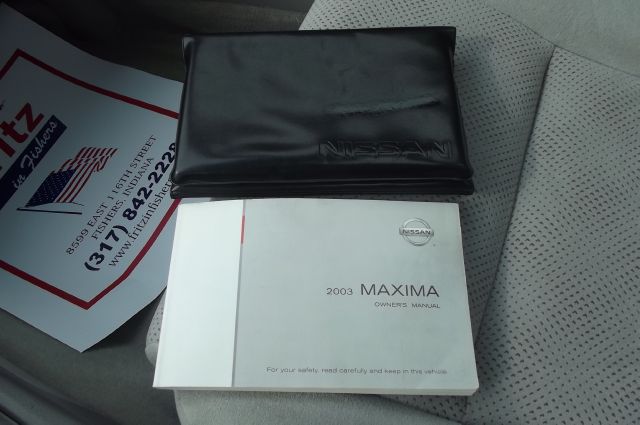 tz
in Fishers
8599 EAST 116TH STREET
FISHERS, INDIANA
(317) 842-2228
www.fritzinfishers
NISSAN
NISSAN
2003 MAXIMA
OWNER'S MANUAL
For your safety, read carefully and keep in this vehicle.